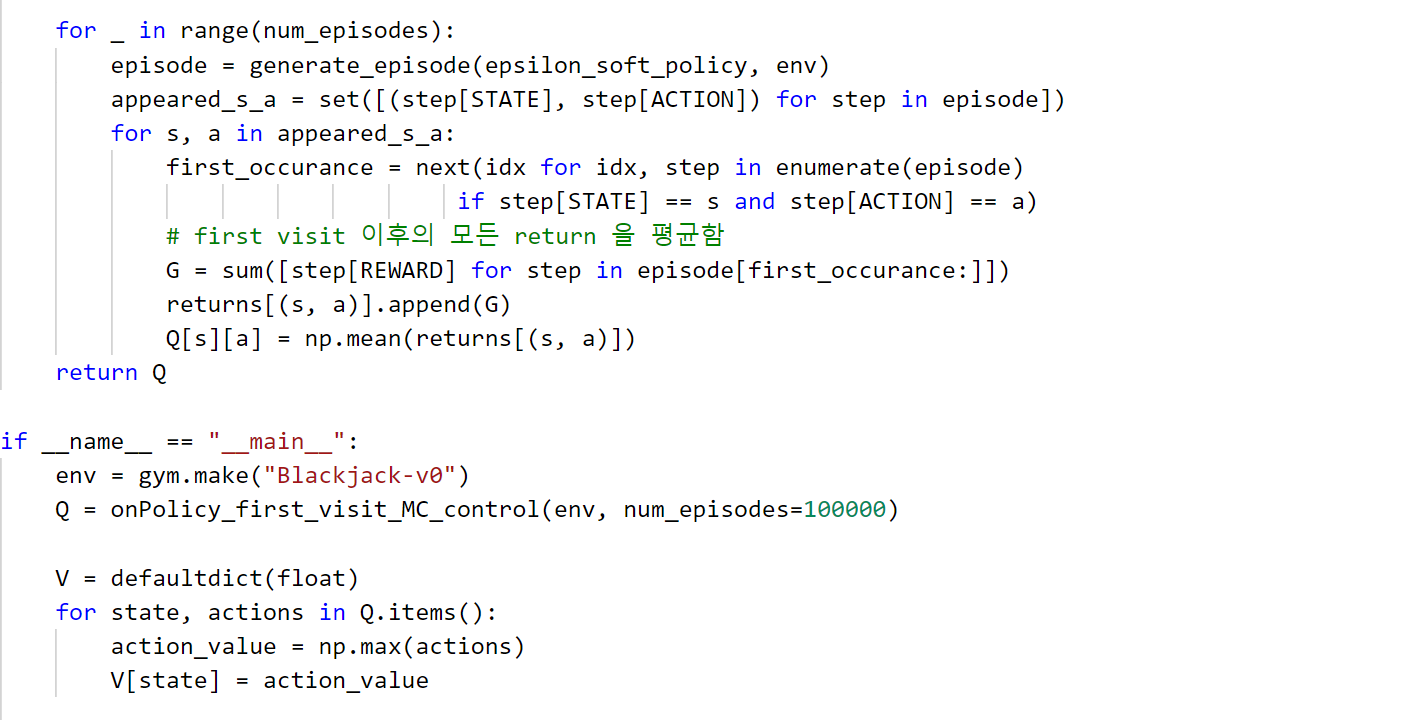 for _ in range(num_episodes):
episode = generate_episode(epsilon_soft_policy, env)
appeared_s_a = set([(step[STATE], step[ACTION]) for step in episode])
for s, a in appeared_s_a:
first_occurance = next(idx for idx, step in enumerate(episode)
if step[STATE] == s and step[ACTION] == a)
# first visit 이후의 모든 return 을 평균함
G = sum([step[REWARD] for step in episode[first_occurance:]])
returns[(s, a)].append(G)
Q[s][a] = np.mean(returns[(s, a)])
return Q
if __name__ == "__main__":
env = gym.make("Blackjack-v0")
Q = onPolicy_first_visit_MC_control(env, num_episodes=100000)
V = defaultdict(float)
for state, actions in Q.items():
action_value = np.max(actions)
V[state] = action_value